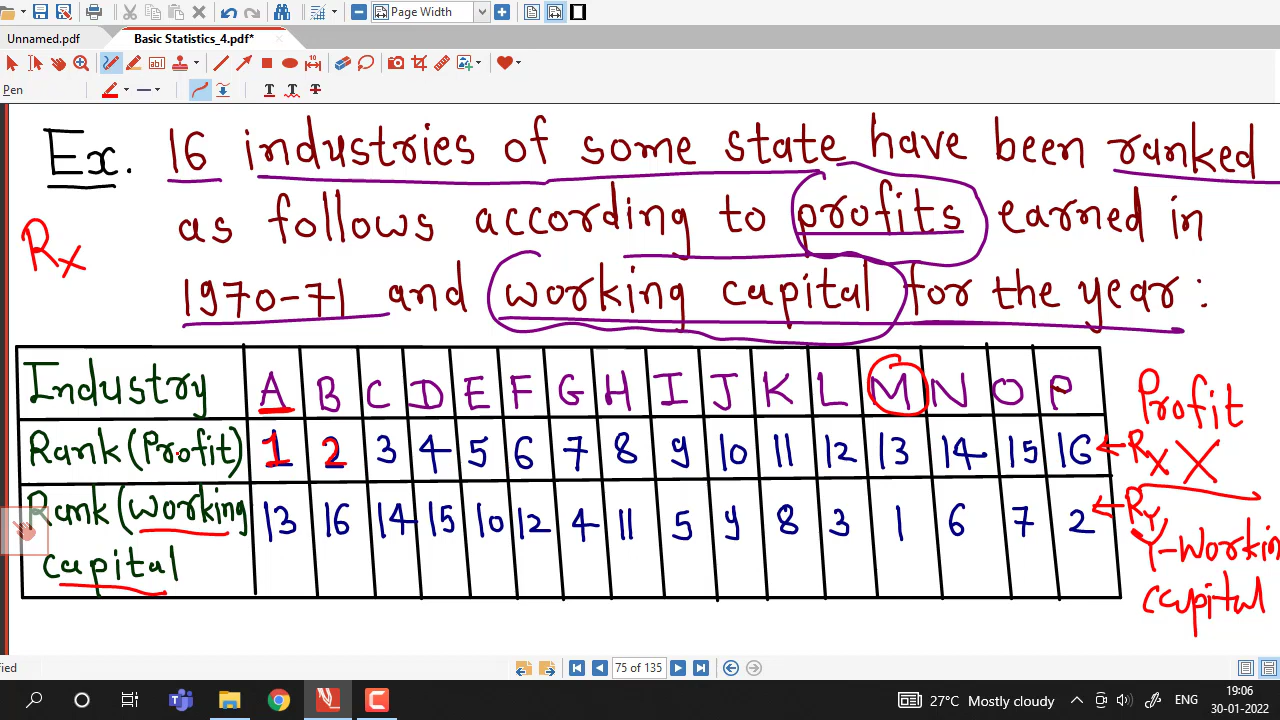 Page Width
Unnamed.pdf
Basic Statistics_4.pdf*
Pen
Ex. 16 industries of some state have been ranked
as follows according to profits earned in
1970-71 and working capital for the year :
Rx
Industry A B C D E F G H I J K L M N O P
Rank (Profit) 1 2 3 4 5 6 7 8 9 10 11 12 13 14 15 16
Rank (Working 13 16 14 15 10 12 4 11 5 9 8 3 1 6 7 2
capital
Profit
Rx X
Ry
Y-Workin
capital
ied
75 of 135
27°C Mostly cloudy
ENG
19:06
30-01-2022